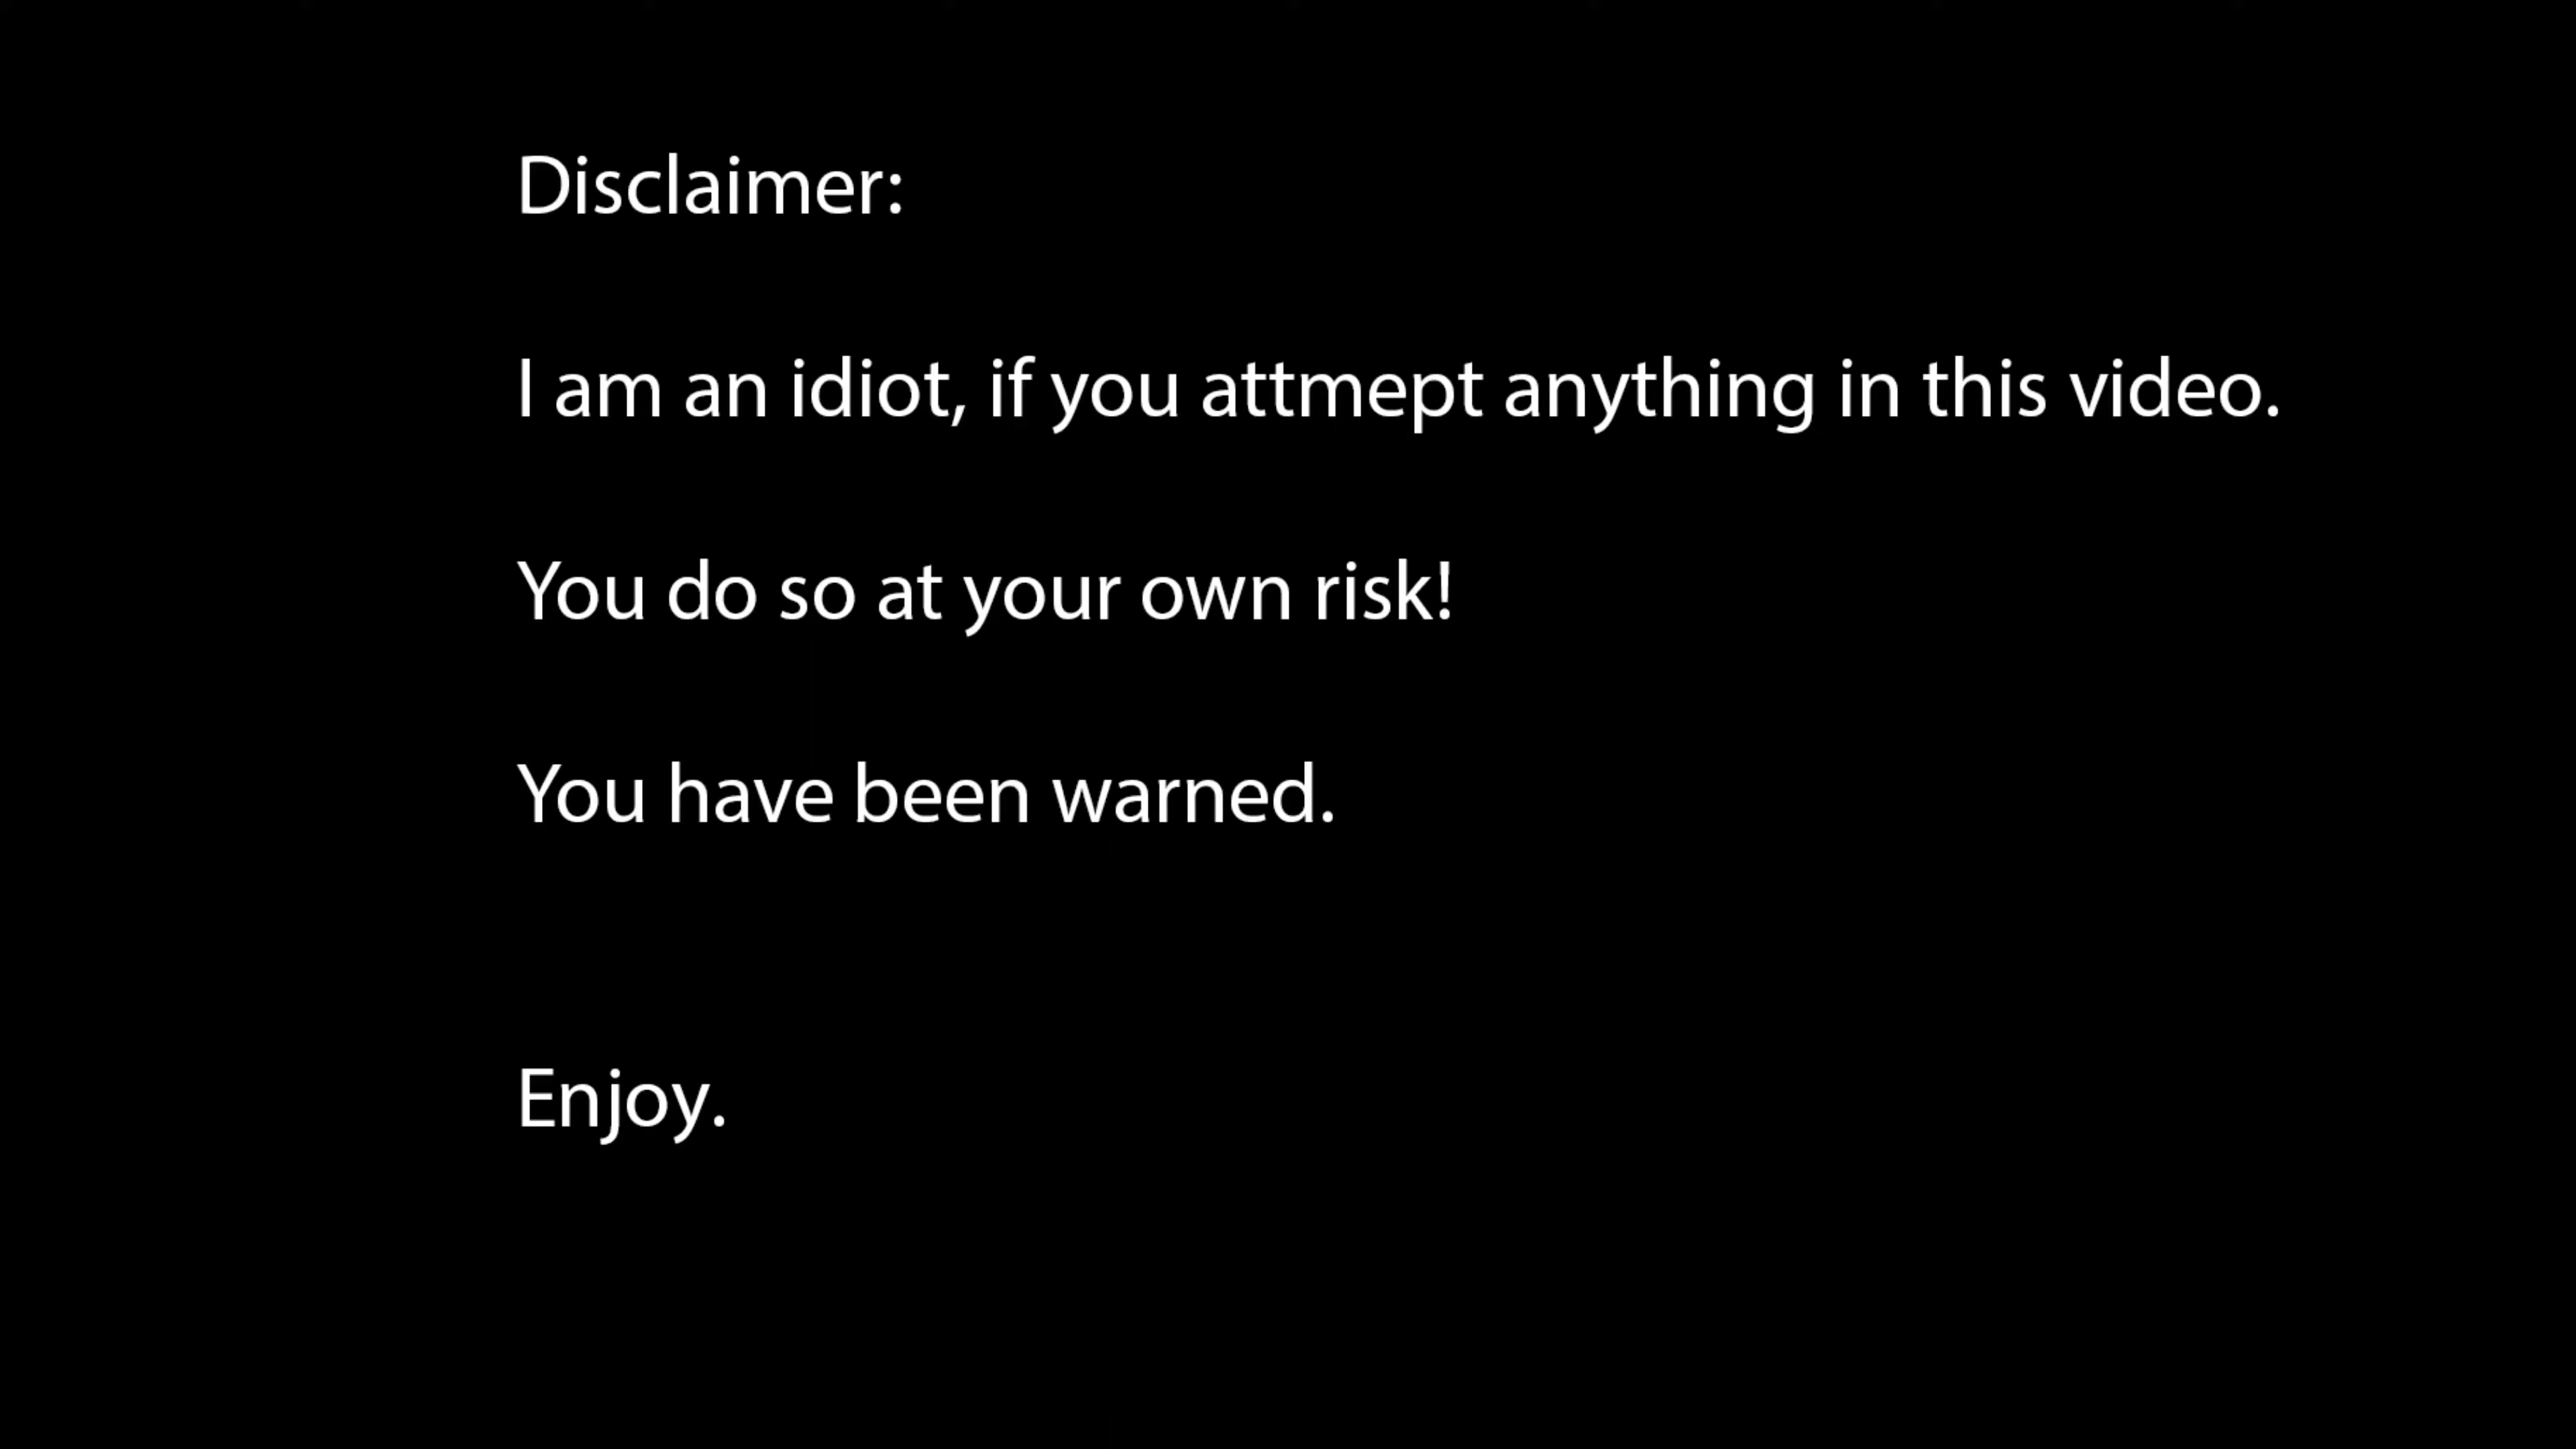 Disclaimer:
I am an idiot, if you attmept anything in this video.
You do so at your own risk!
You have been warned.
Enjoy.